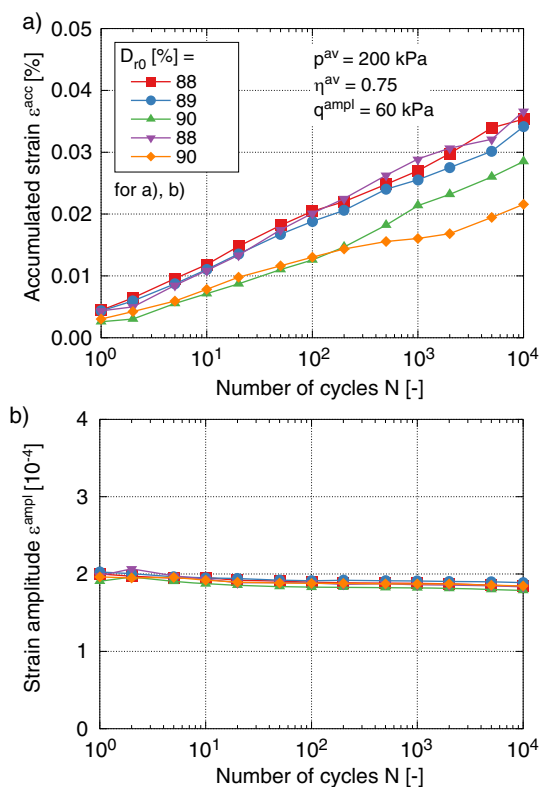 a)
0.05
0.04
0.03
0.02
0.01
0.00
Accumulated strain ε^acc [%]
D_r0 [%] =
88
89
90
88
90
for a), b)
p^av = 200 kPa
η^av = 0.75
q^ampl = 60 kPa
10^0 10^1 10^2 10^3 10^4
Number of cycles N [-]
b)
4
3
2
1
0
Strain amplitude ε^ampl [10^-4]
10^0 10^1 10^2 10^3 10^4
Number of cycles N [-]